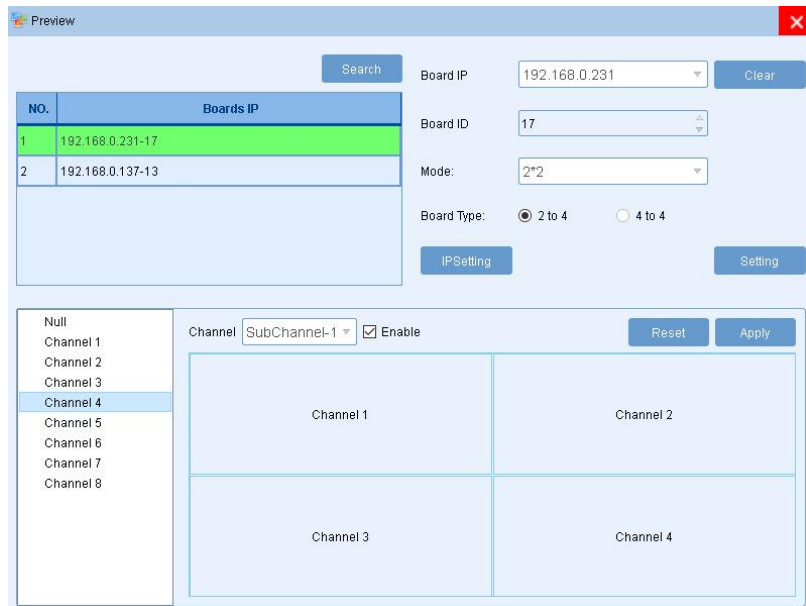 Preview
Search
Board IP 192.168.0.231 Clear
NO. Boards IP
1 192.168.0.231-17
2 192.168.0.137-13
Board ID 17
Mode: 2*2
Board Type: 2 to 4 4 to 4
IPSetting Setting
Null
Channel 1
Channel 2
Channel 3
Channel 4
Channel 5
Channel 6
Channel 7
Channel 8
Channel SubChannel-1 Enable Reset Apply
Channel 1 Channel 2
Channel 3 Channel 4